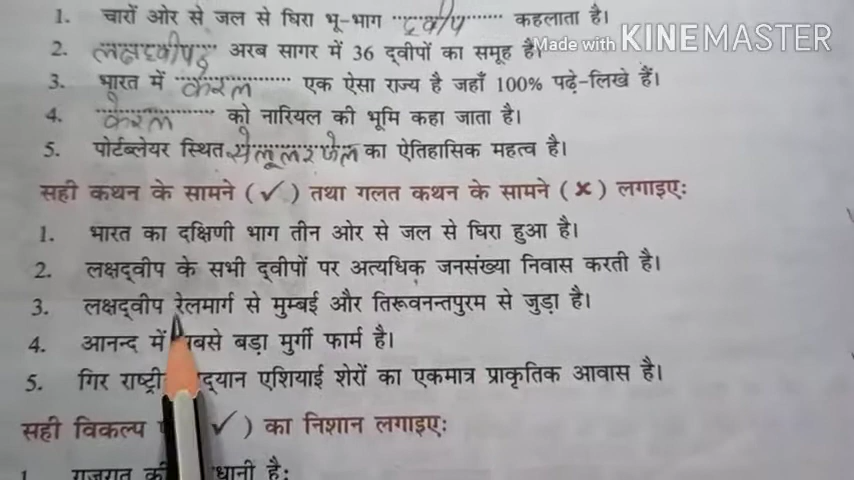 1. चारों ओर से जल से घिरा भू-भाग द्वीप कहलाता है।
2. लक्षद्वीप अरब सागर में 36 द्वीपों का समूह है।
Made with KINEMASTER
3. भारत में केरल एक ऐसा राज्य है जहाँ 100% पढ़े-लिखे हैं।
4. केरल को नारियल की भूमि कहा जाता है।
5. पोर्टब्लेयर स्थित सेलूलर जेल का ऐतिहासिक महत्व है।
सही कथन के सामने (✓) तथा गलत कथन के सामने (×) लगाइए:
1. भारत का दक्षिणी भाग तीन ओर से जल से घिरा हुआ है।
2. लक्षद्वीप के सभी द्वीपों पर अत्यधिक जनसंख्या निवास करती है।
3. लक्षद्वीप रेलमार्ग से मुम्बई और तिरूवनन्तपुरम से जुड़ा है।
4. आनन्द में सबसे बड़ा मुर्गी फार्म है।
5. गिर एशियाई शेरों का एकमात्र प्राकृतिक आवास है।
सही विकल्प ✓) का निशान लगाइए:
1. गुजरात की है: